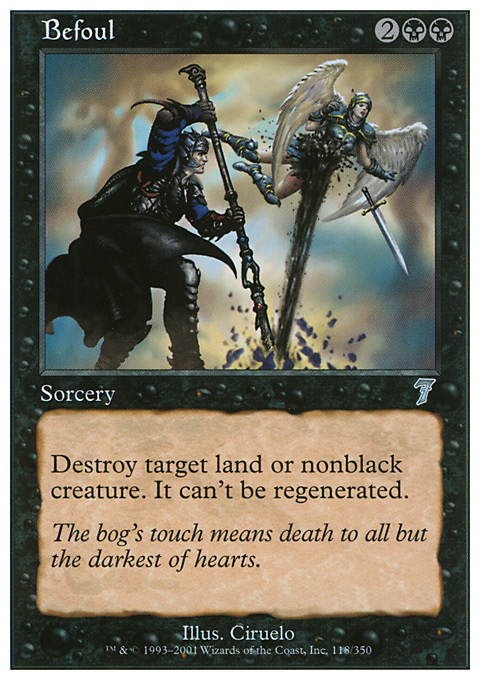 Befoul 2
Sorcery
Destroy target land or nonblack
creature. It can't be regenerated.
The bog's touch means death to all but
the darkest of hearts.
Illus. Ciruelo
™ & © 1993–2001 Wizards of the Coast, Inc. 118/350